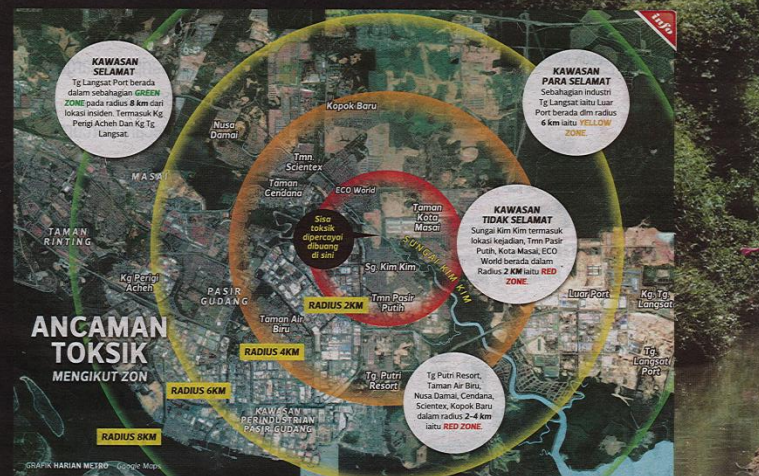 info
KAWASAN
SELAMAT
Tg Langsat Port berada
dalam sebahagian GREEN
ZONE pada radius 8 km dari
lokasi insiden. Termasuk Kg
Perigi Acheh Dan Kg Tg
Langsat.
KAWASAN
PARA SELAMAT
Sebahagian industri
Tg Langsat iaitu Luar
Port berada dlm radius
6 km iaitu YELLOW
ZONE.
Kopok Baru
Nusa
Damai
Tmn.
Scientex
Taman
Cendana
ECO World
MASAI
Taman
Kota
Masai
KAWASAN
TIDAK SELAMAT
Sungai Kim Kim termasuk
lokasi kejadian, Tmn Pasir
Putih, Kota Masai, ECO
World berada dalam
Radius 2 KM iaitu RED
ZONE.
Sisa
toksik
dipercayai
dibuang
di sini
SUNGAI KIM KIM
TAMAN
RINTING
Sg. Kim Kim
Kg Perigi
Acheh
PASIR
GUDANG
Tmn Pasir
Putih
Luar Port
Kg. Tg.
Langsat
RADIUS 2KM
Taman Air
Biru
ANCAMAN
TOKSIK
MENGIKUT ZON
RADIUS 4KM
Tg Putri
Resort
Tg
Langsat
Port
Tg Putri Resort,
Taman Air Biru,
Nusa Damai, Cendana,
Scientex, Kopok Baru
dalam radius 2-4 km
iaitu RED ZONE.
RADIUS 6KM
KAWASAN
PERINDUSTRIAN
PASIR GUDANG
RADIUS 8KM
GRAFIK HARIAN METRO Google Maps